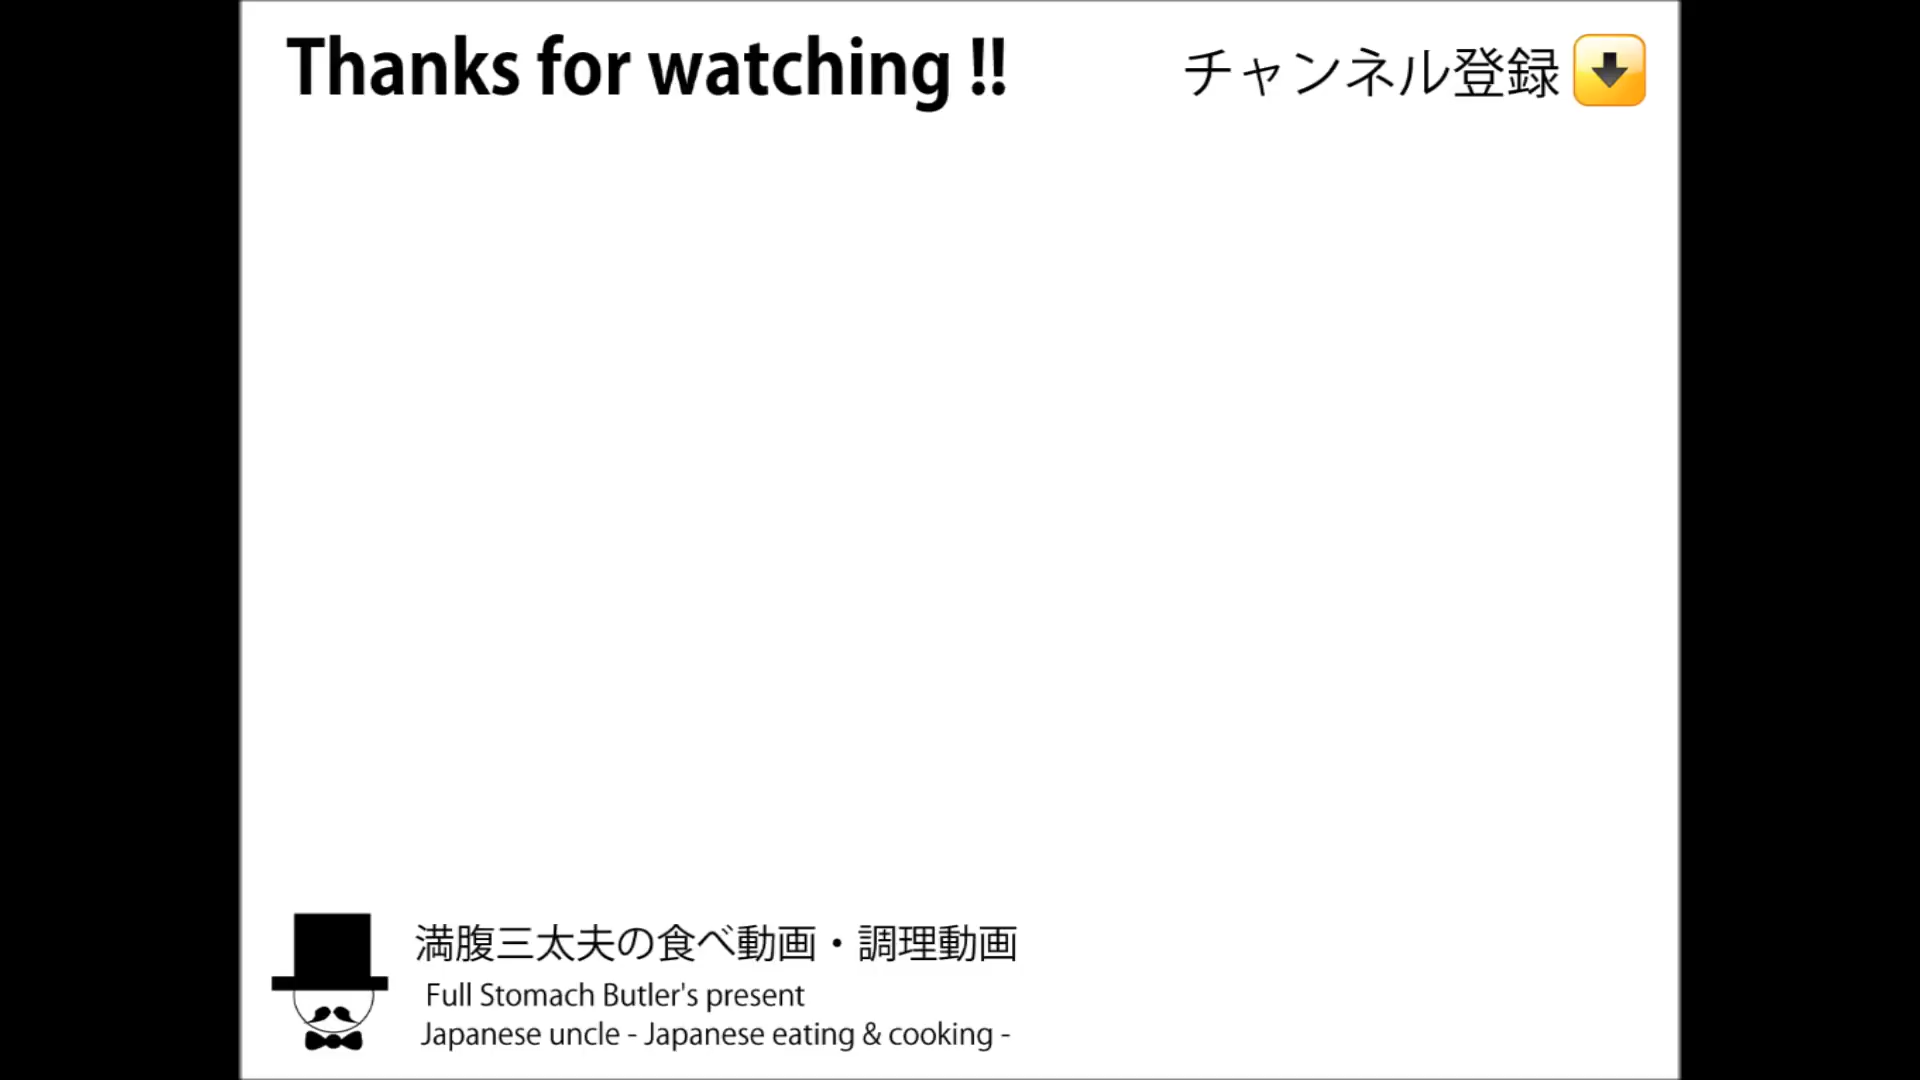 Thanks for watching !!
チャンネル登録
満腹三太夫の食べ動画・調理動画
Full Stomach Butler's present
Japanese uncle - Japanese eating & cooking -